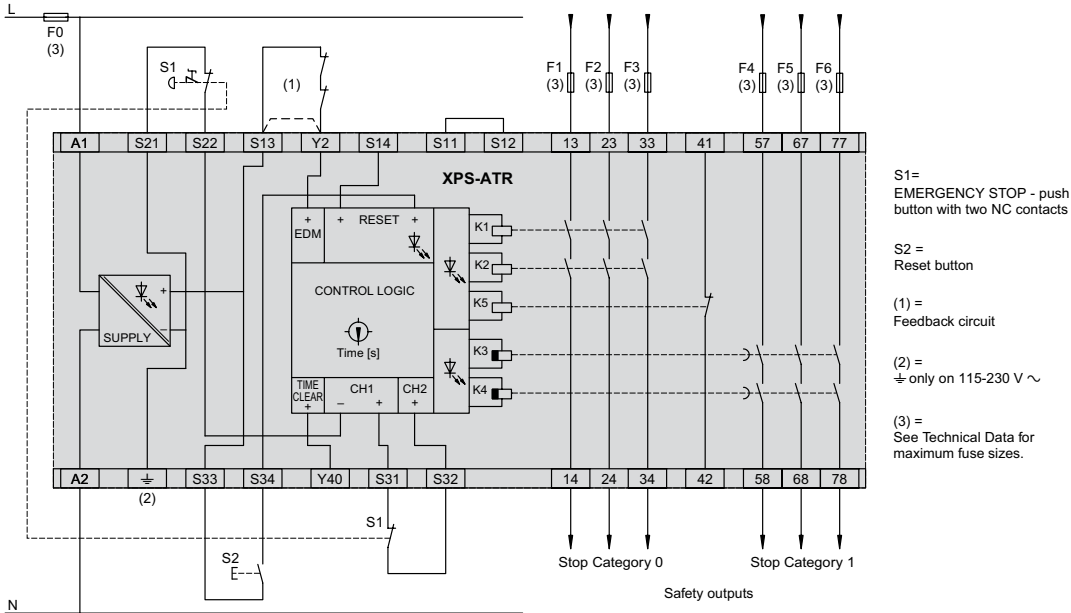 L
F0
(3)
S1
(1)
F1
(3)
F2
(3)
F3
(3)
F4
(3)
F5
(3)
F6
(3)
A1 S21 S22 S13 Y2 S14 S11 S12 13 23 33 41 57 67 77
XPS-ATR
+ + RESET +
EDM
K1
K2
CONTROL LOGIC
K5
+
–
SUPPLY
Time [s]
K3
K4
TIME
CLEAR
+
CH1
– +
CH2
+
A2 ⏚ S33 S34 Y40 S31 S32 14 24 34 42 58 68 78
(2)
S1
S2
Stop Category 0
Stop Category 1
Safety outputs
N
S1=
EMERGENCY STOP - push
button with two NC contacts
S2 =
Reset button
(1) =
Feedback circuit
(2) =
⏚ only on 115-230 V ∼
(3) =
See Technical Data for
maximum fuse sizes.